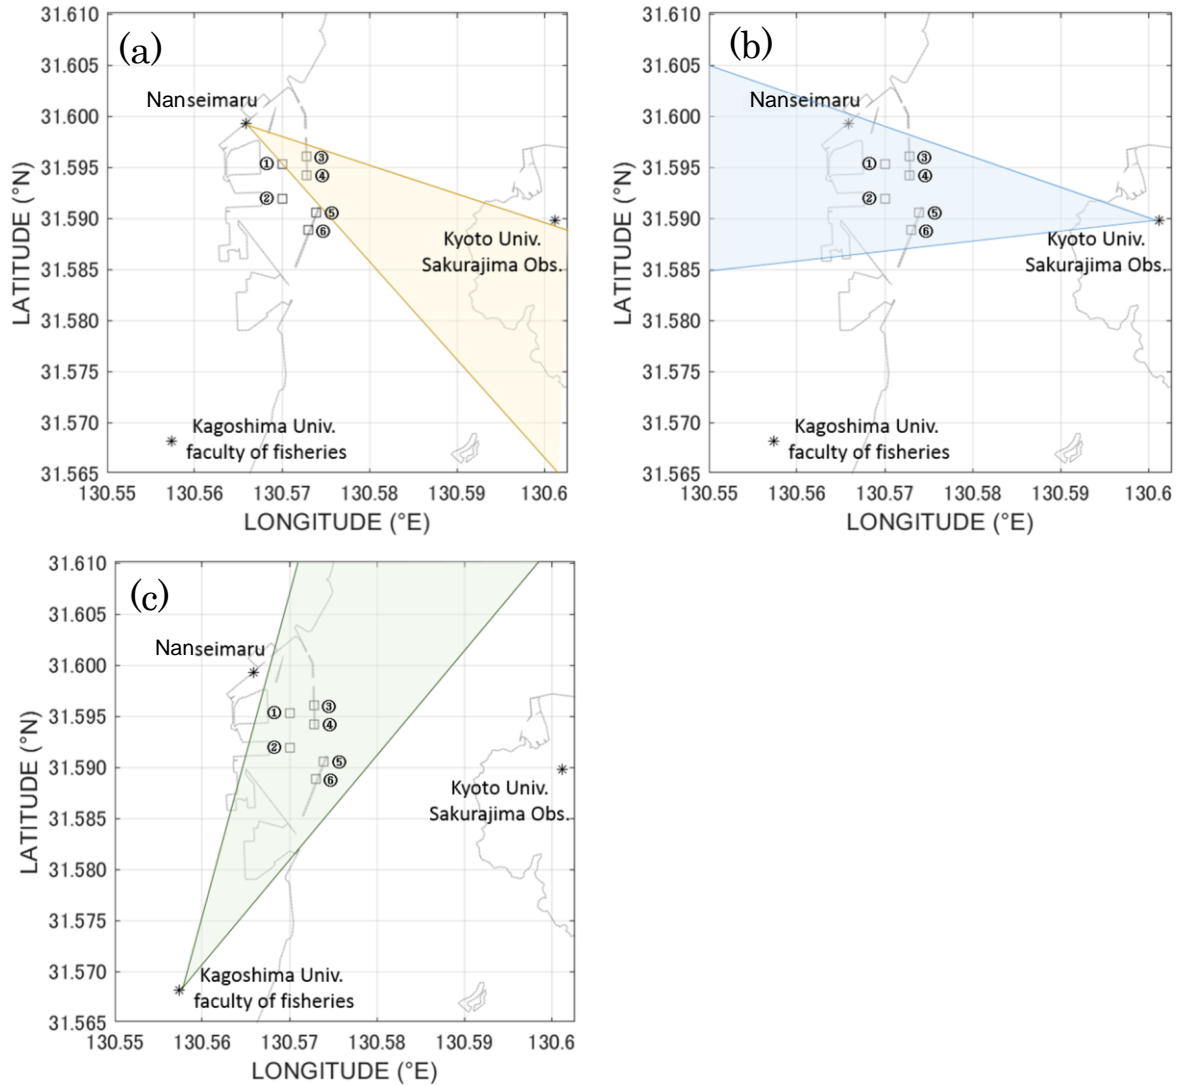 (a)
31.610
31.605
31.600
31.595
31.590
31.585
31.580
31.575
31.570
31.565
LATITUDE (°N)
Nanseimaru
①
②
③
④
⑤
⑥
Kyoto Univ.
Sakurajima Obs.
Kagoshima Univ.
faculty of fisheries
130.55 130.56 130.57 130.58 130.59 130.6
LONGITUDE (°E)
(b)
31.610
31.605
31.600
31.595
31.590
31.585
31.580
31.575
31.570
31.565
LATITUDE (°N)
Nanseimaru
①
②
③
④
⑤
⑥
Kyoto Univ.
Sakurajima Obs.
Kagoshima Univ.
faculty of fisheries
130.55 130.56 130.57 130.58 130.59 130.6
LONGITUDE (°E)
(c)
31.610
31.605
31.600
31.595
31.590
31.585
31.580
31.575
31.570
31.565
LATITUDE (°N)
Nanseimaru
①
②
③
④
⑤
⑥
Kyoto Univ.
Sakurajima Obs.
Kagoshima Univ.
faculty of fisheries
130.55 130.56 130.57 130.58 130.59 130.6
LONGITUDE (°E)